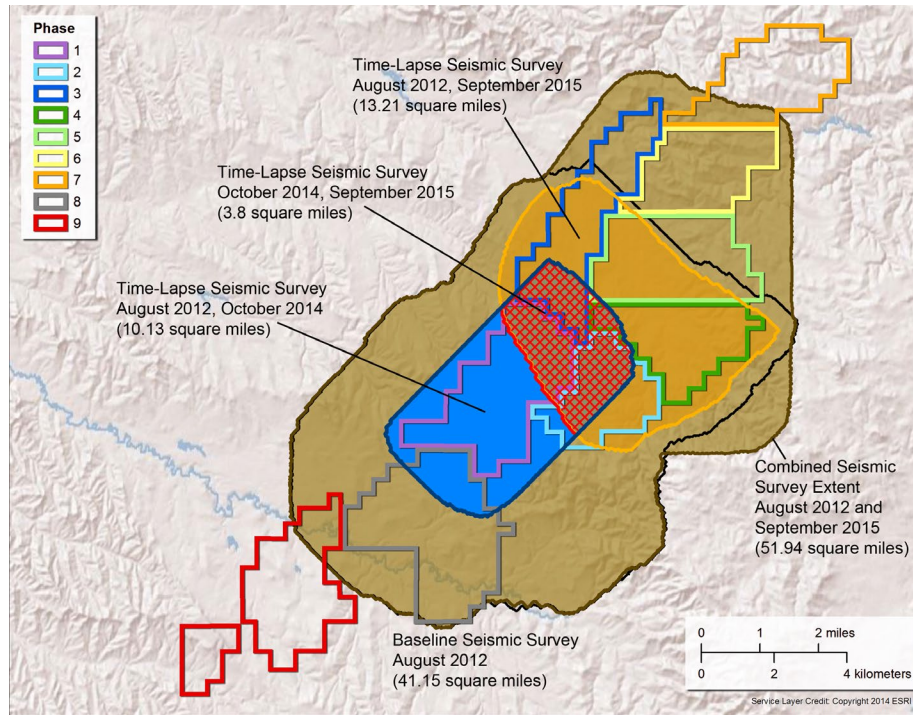 Phase
1
2
3
4
5
6
7
8
9
Time-Lapse Seismic Survey
August 2012, September 2015
(13.21 square miles)
Time-Lapse Seismic Survey
October 2014, September 2015
(3.8 square miles)
Time-Lapse Seismic Survey
August 2012, October 2014
(10.13 square miles)
Combined Seismic
Survey Extent
August 2012 and
September 2015
(51.94 square miles)
Baseline Seismic Survey
August 2012
(41.15 square miles)
0 1 2 miles
0 2 4 kilometers
Service Layer Credit: Copyright 2014 ESRI